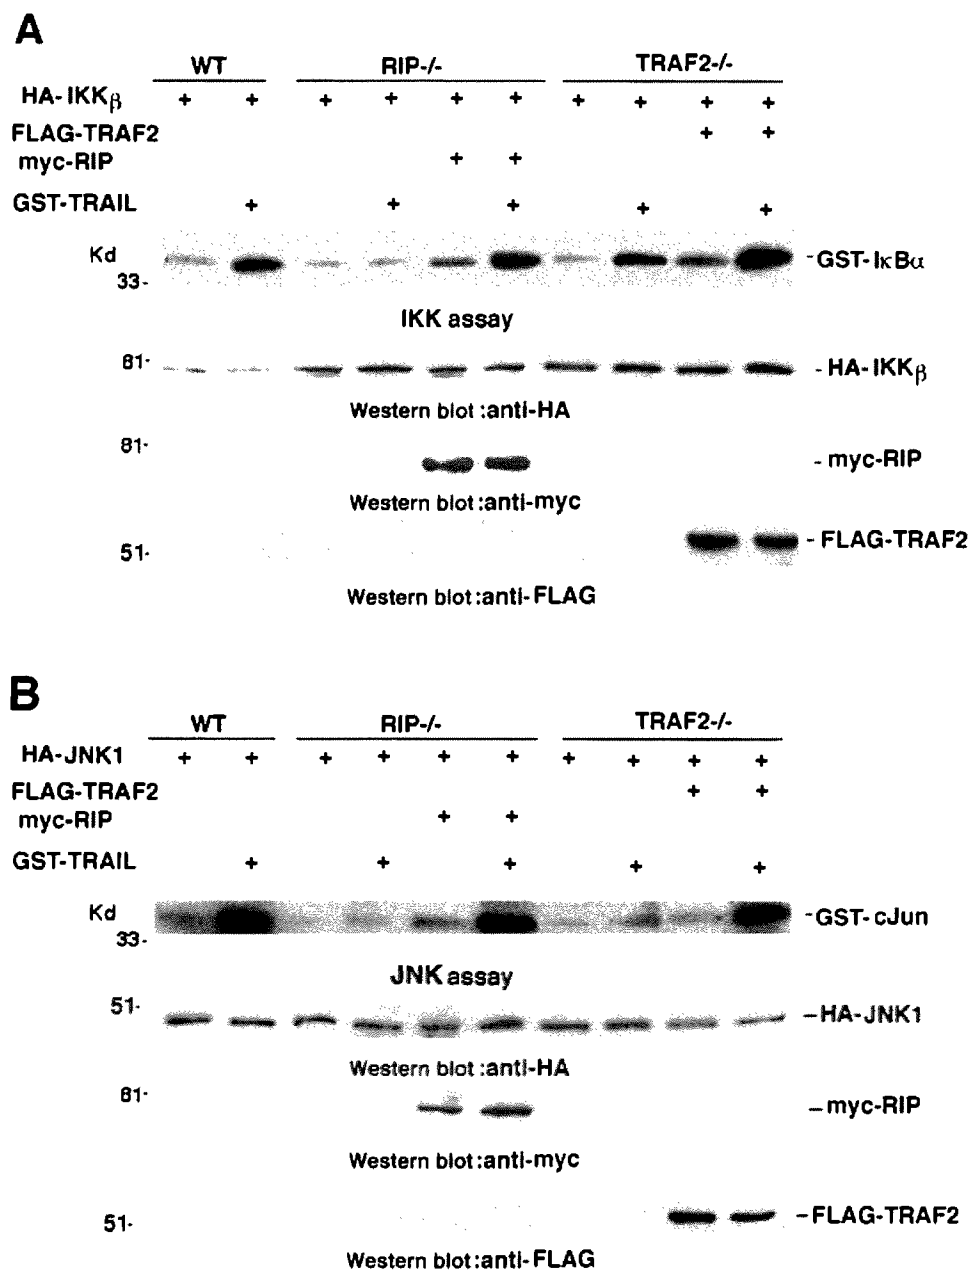 A
WT RIP-/- TRAF2-/-
HA-IKKβ + + + + + + + + + +
FLAG-TRAF2 + +
myc-RIP + +
GST-TRAIL + + + + +
Kd
-GST-IκBα
33-
IKK assay
81-
-HA-IKKβ
Western blot:anti-HA
81-
-myc-RIP
Western blot:anti-myc
-FLAG-TRAF2
51-
Western blot:anti-FLAG
B
WT RIP-/- TRAF2-/-
HA-JNK1 + + + + + + + + + +
FLAG-TRAF2 + +
myc-RIP + +
GST-TRAIL + + + + +
Kd
-GST-cJun
33-
JNK assay
51-
-HA-JNK1
Western blot:anti-HA
81-
-myc-RIP
Western blot:anti-myc
-FLAG-TRAF2
51-
Western blot:anti-FLAG